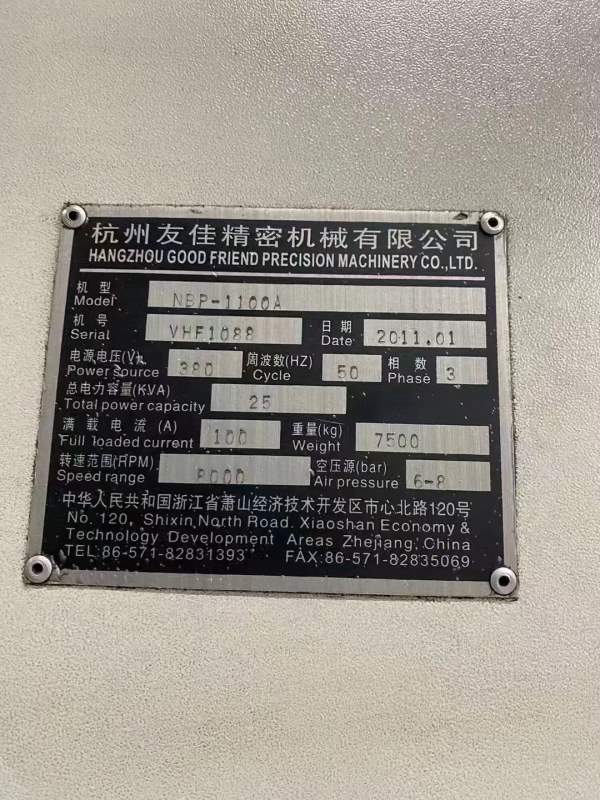 杭州友佳精密机械有限公司
HANGZHOU GOOD FRIEND PRECISION MACHINERY CO.,LTD.
机型 Model NBP-1100A
机号 Serial VHF1088 日期 Date 2011.01
电源电压(V) Power Source 380 周波数(HZ) Cycle 50 相数 Phase 3
总电力容量(KVA) Total power capacity 25
满载电流(A) Full loaded current 100 重量(kg) Weight 7500
转速范围(RPM) Speed range 8000 空压源(bar) Air pressure 6-8
中华人民共和国浙江省萧山经济技术开发区市心北路120号
No. 120, Shixin North Road. Xiaoshan Economy &
Technology Development Areas Zhejiang, China
TEL:86-571-82831393 FAX:86-571-82835069